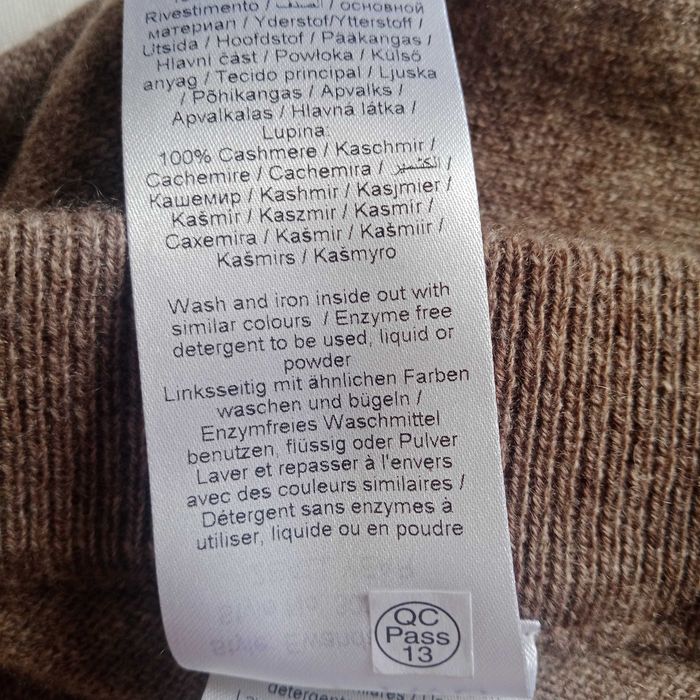 Rivestimento / الصنف / основной
материал / Yderstof/Ytterstoff /
Utsida / Hoofdstof / Pääkangas /
Hlavní část / Powłoka / Külső
anyag / Tecido principal / Ljuska
/ Põhikangas / Apvalks /
Apvalkalas / Hlavná látka /
Lupina:
100% Cashmere / Kaschmir /
Cachemire / Cachemira / الكشمير /
Кашемир / Kashmir / Kasjmier /
Kašmír / Kaszmir / Kasmír /
Caxemira / Kašmir / Kašmiir /
Kašmirs / Kašmyro
Wash and iron inside out with
similar colours / Enzyme free
detergent to be used, liquid or
powder
Linksseitig mit ähnlichen Farben
waschen und bügeln /
Enzymfreies Waschmittel
benutzen, flüssig oder Pulver
Laver et repasser à l'envers
avec des couleurs similaires /
Détergent sans enzymes à
utiliser, liquide ou en poudre
QC
Pass
13